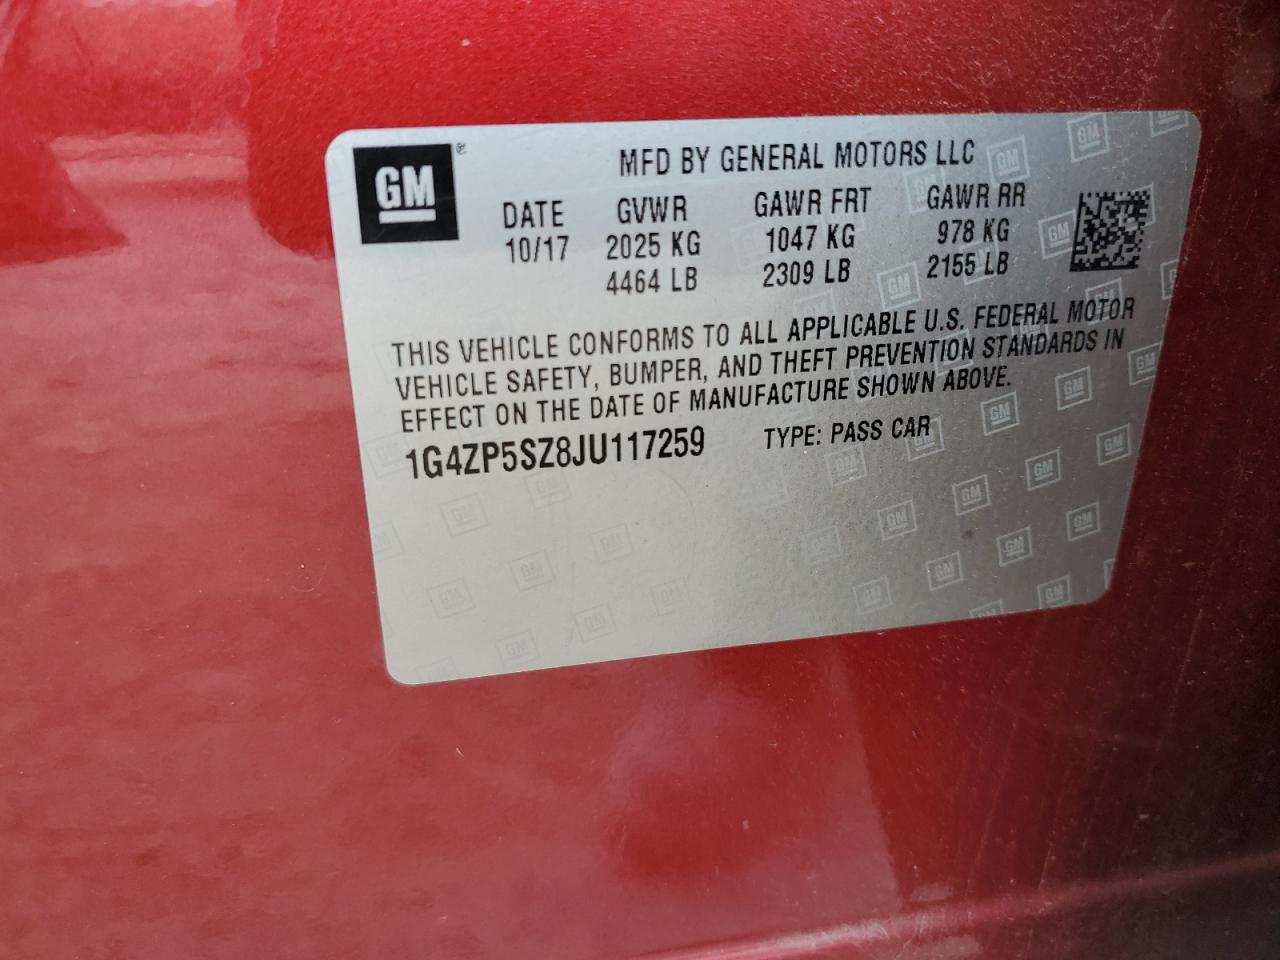 GM®
MFD BY GENERAL MOTORS LLC
DATE GVWR GAWR FRT GAWR RR
10/17 2025 KG 1047 KG 978 KG
4464 LB 2309 LB 2155 LB
THIS VEHICLE CONFORMS TO ALL APPLICABLE U.S. FEDERAL MOTOR
VEHICLE SAFETY, BUMPER, AND THEFT PREVENTION STANDARDS IN
EFFECT ON THE DATE OF MANUFACTURE SHOWN ABOVE.
1G4ZP5SZ8JU117259 TYPE: PASS CAR